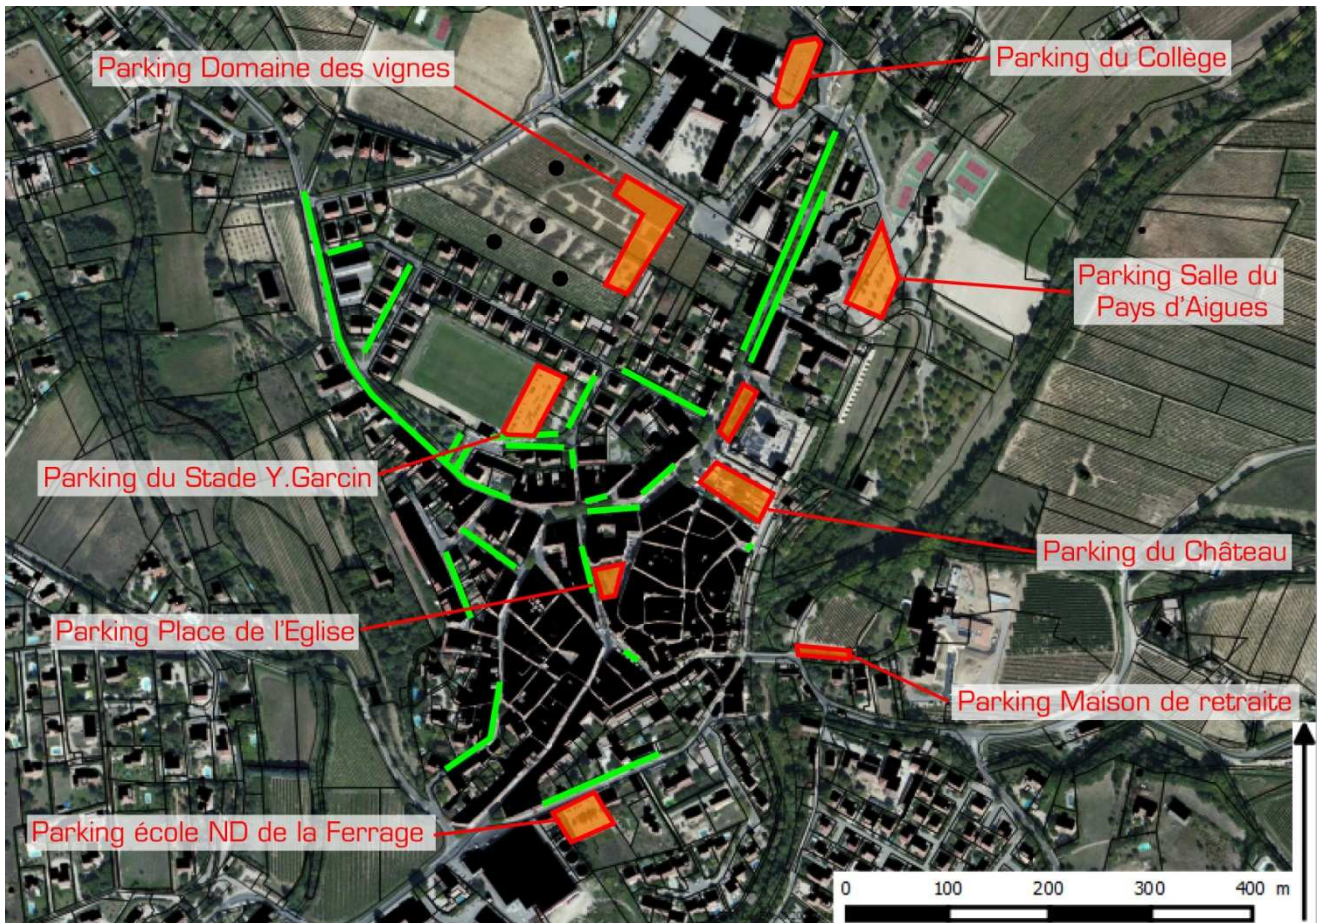 Parking Domaine des vignes
Parking du Collège
Parking Salle du
Pays d'Aigues
Parking du Stade Y.Garcin
Parking du Château
Parking Place de l'Eglise
Parking Maison de retraite
Parking école ND de la Ferrage
0 100 200 300 400 m